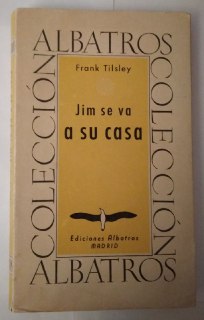 COLECCIÓN
ALBATROS
COLECCIÓN
Frank Tilsley
Jim se va
a su casa
Ediciones Albatros
MADRID
ALBATROS